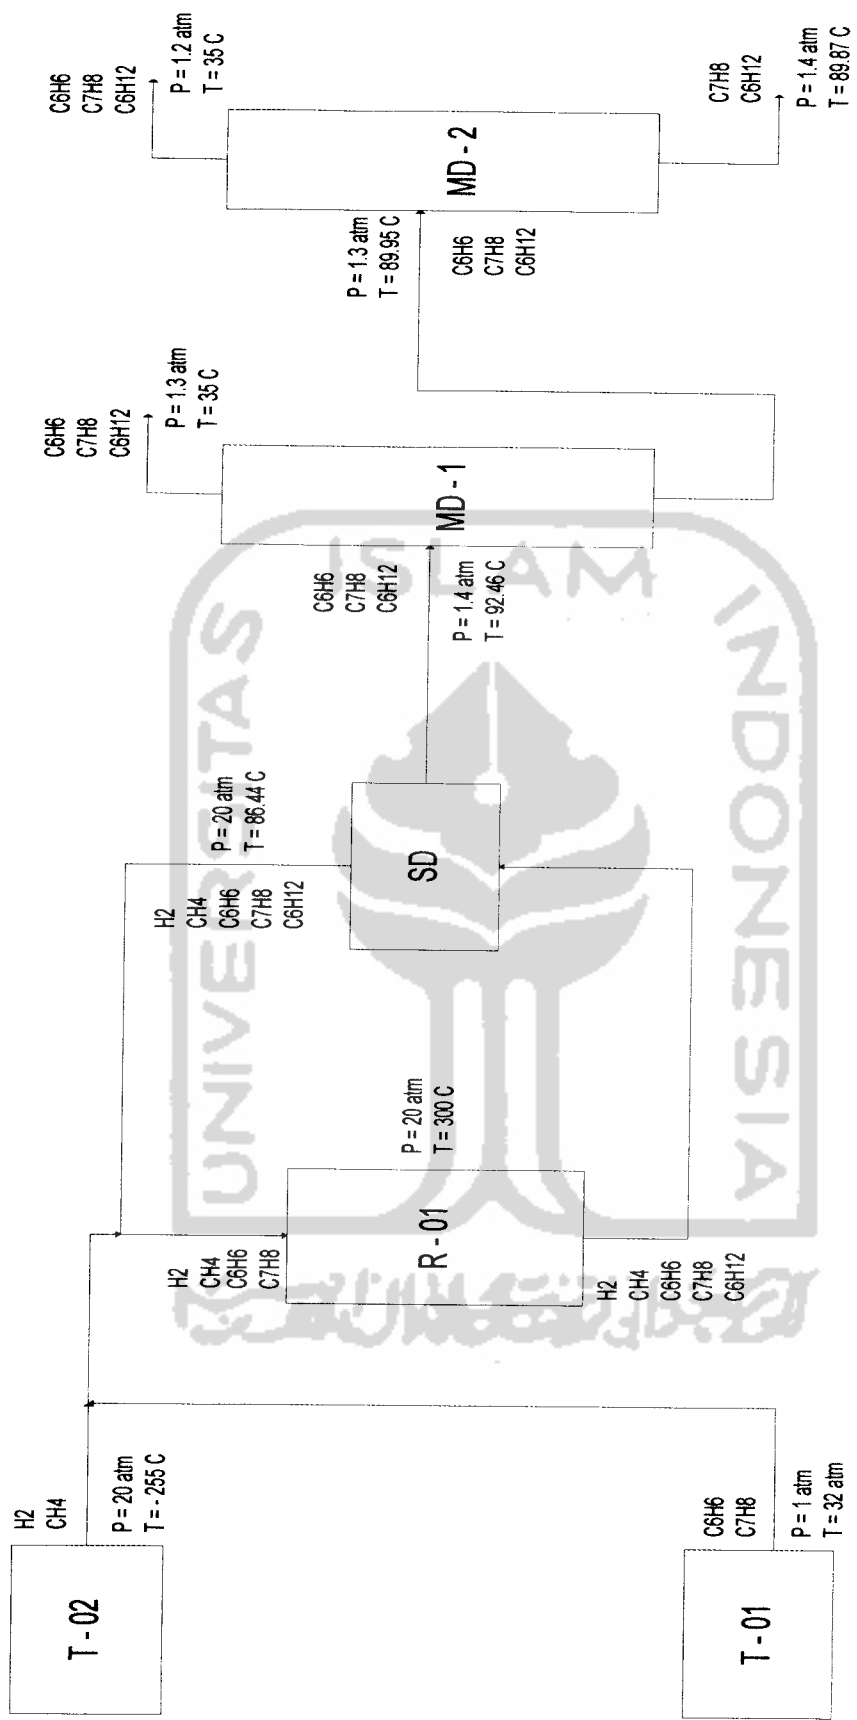 T - 02
H2
CH4
P = 20 atm
T = - 255 C
T - 01
C6H6
C7H8
P = 1 atm
T = 32 atm
H2
CH4
C6H6
C7H8
R - 01
P = 20 atm
T = 300 C
H2
CH4
C6H6
C7H8
C6H12
H2
CH4
C6H6
C7H8
C6H12
P = 20 atm
T = 86.44 C
SD
C6H6
C7H8
C6H12
P = 1.4 atm
T = 92.46 C
MD - 1
C6H6
C7H8
C6H12
P = 1.3 atm
T = 35 C
P = 1.3 atm
T = 89.95 C
C6H6
C7H8
C6H12
MD - 2
C6H6
C7H8
C6H12
P = 1.2 atm
T = 35 C
C7H8
C6H12
P = 1.4 atm
T = 89.87 C
UNIVERSITAS
ISLAM
INDONESIA